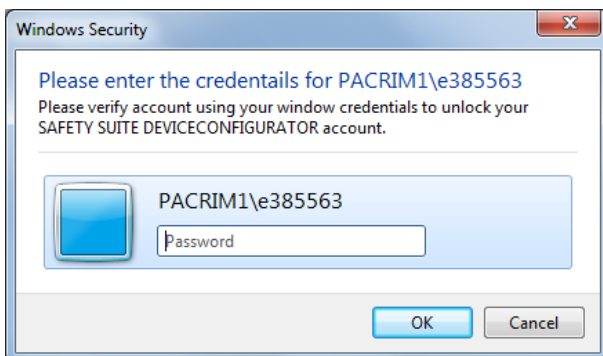 Windows Security
Please enter the credentails for PACRIM1\e385563
Please verify account using your window credentials to unlock your
SAFETY SUITE DEVICECONFIGURATOR account.
PACRIM1\e385563
Password
OK Cancel